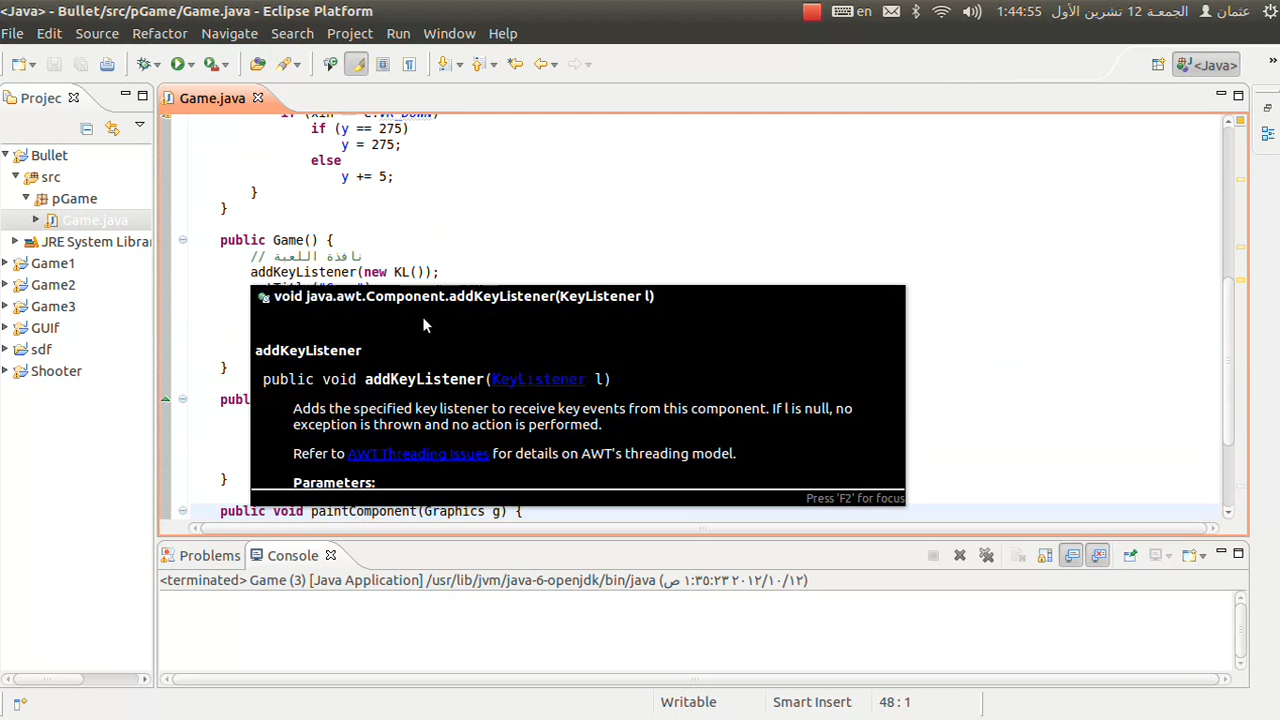 <Java> - Bullet/src/pGame/Game.java - Eclipse Platform
en
1:44:55 الجمعة 12 تشرين الأول
عثمان
File Edit Source Refactor Navigate Search Project Run Window Help
<Java>
Projec
Game.java
Bullet
src
pGame
Game.java
JRE System Librar
Game1
Game2
Game3
GUIf
sdf
Shooter
if (y == 275)
y = 275;
else
y += 5;
}
}
public Game() {
// نافذة اللعبة
addKeyListener(new KL());
void java.awt.Component.addKeyListener(KeyListener l)
addKeyListener
public void addKeyListener(KeyListener l)
Adds the specified key listener to receive key events from this component. If l is null, no
exception is thrown and no action is performed.
Refer to AWT Threading Issues for details on AWT's threading model.
Parameters:
Press 'F2' for focus
}
publ
}
public void paintComponent(Graphics g) {
Problems Console
<terminated> Game (3) [Java Application] /usr/lib/jvm/java-6-openjdk/bin/java (٢٠١٢/١٠/١٢ ١:٣٥:٢٣ ص)
Writable Smart Insert 48 : 1